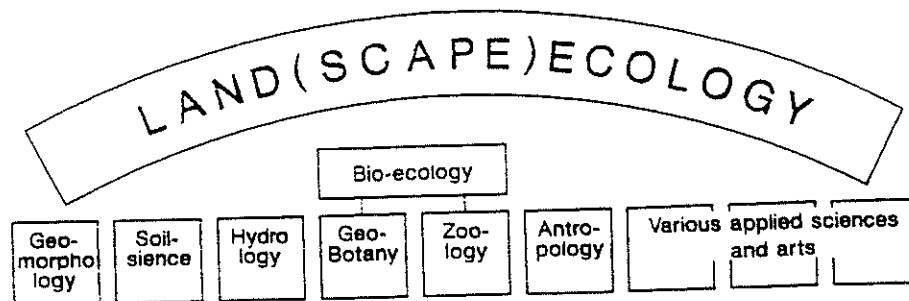 LAND(SCAPE)ECOLOGY
Bio-ecology
Geo-
morpho
logy
Soil-
sience
Hydro
logy
Geo-
Botany
Zoo-
logy
Antro-
pology
Various applied sciences
and arts